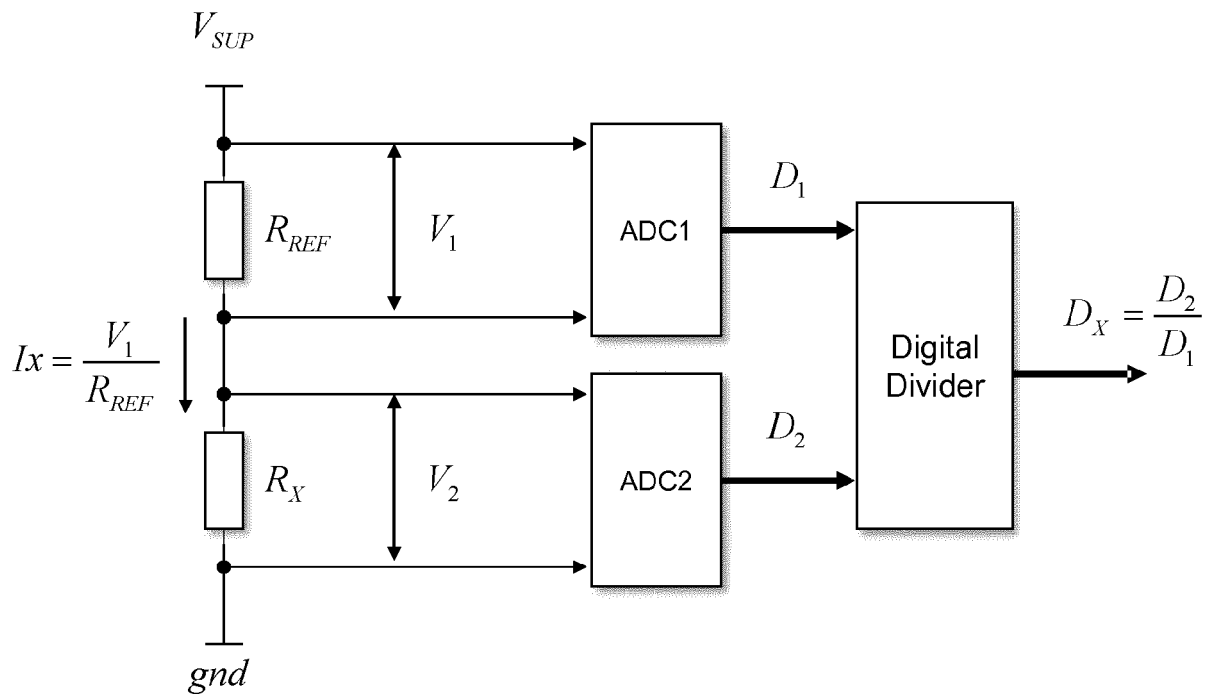 V_SUP
R_REF
V_1
ADC1
D_1
Ix = V_1 / R_REF
D_X = D_2 / D_1
Digital
Divider
R_X
V_2
ADC2
D_2
gnd